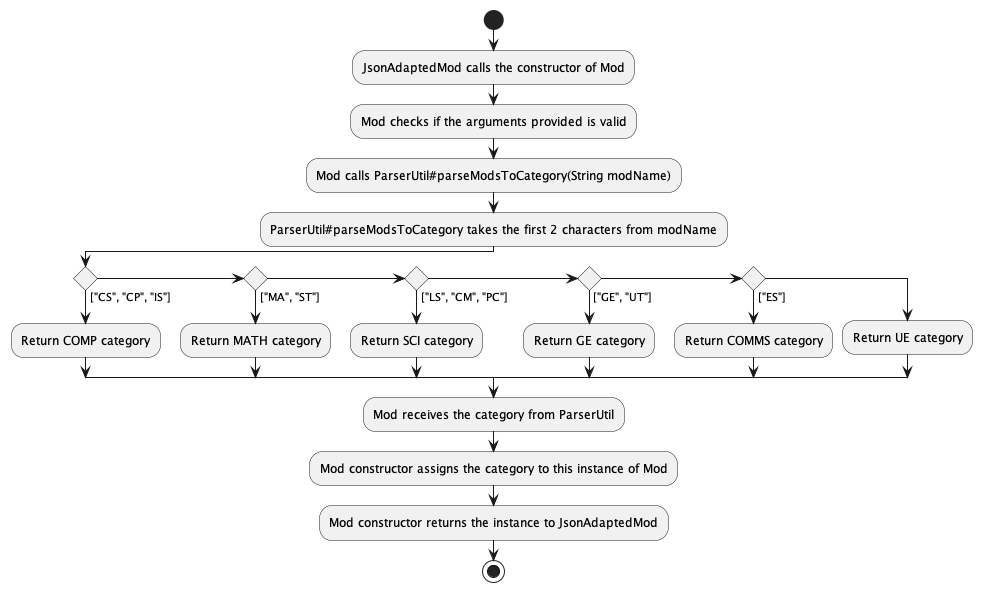 JsonAdaptedMod calls the constructor of Mod
Mod checks if the arguments provided is valid
Mod calls ParserUtil#parseModsToCategory(String modName)
ParserUtil#parseModsToCategory takes the first 2 characters from modName
["CS", "CP", "IS"]
["MA", "ST"]
["LS", "CM", "PC"]
["GE", "UT"]
["ES"]
Return COMP category
Return MATH category
Return SCI category
Return GE category
Return COMMS category
Return UE category
Mod receives the category from ParserUtil
Mod constructor assigns the category to this instance of Mod
Mod constructor returns the instance to JsonAdaptedMod